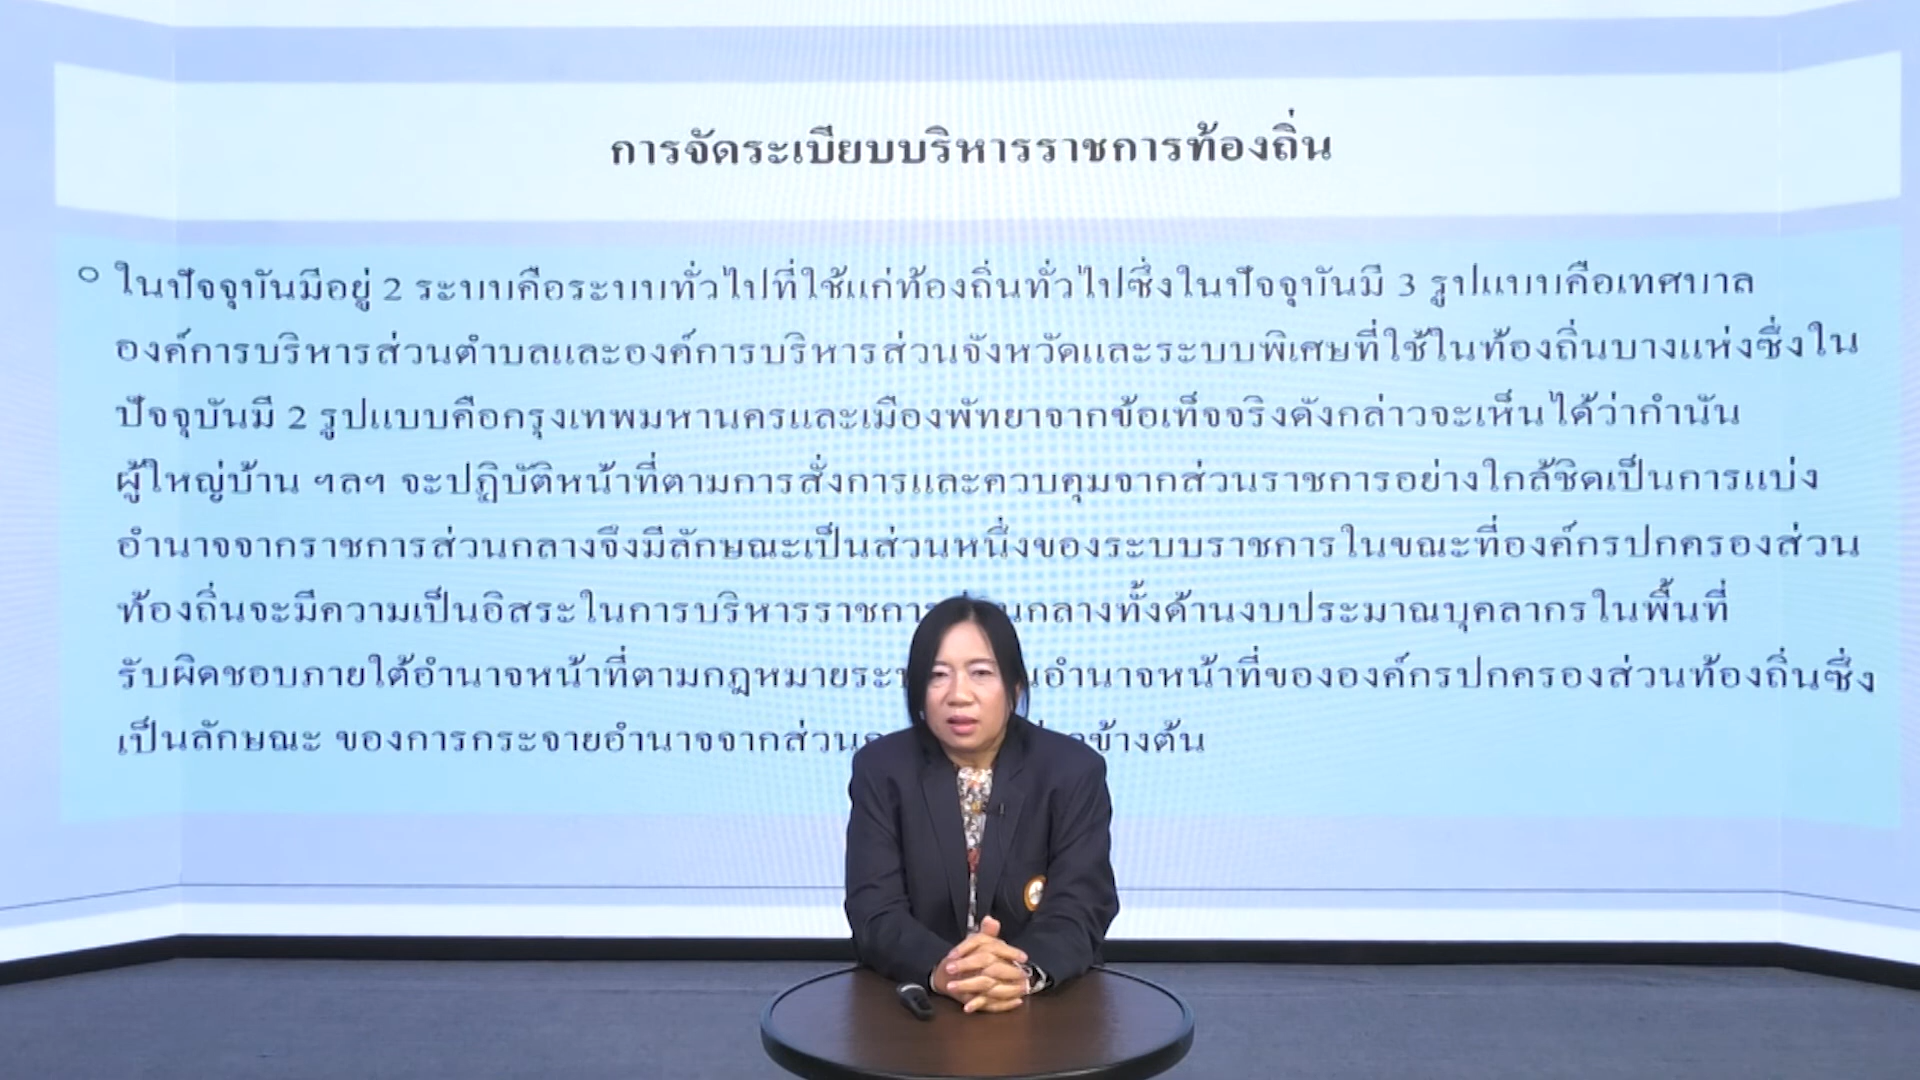 การจัดระเบียบบริหารราชการท้องถิ่น
○ ในปัจจุบันมีอยู่ 2 ระบบคือระบบทั่วไปที่ใช้แก่ท้องถิ่นทั่วไปซึ่งในปัจจุบันมี 3 รูปแบบคือเทศบาล
องค์การบริหารส่วนตำบลและองค์การบริหารส่วนจังหวัดและระบบพิเศษที่ใช้ในท้องถิ่นบางแห่งซึ่งใน
ปัจจุบันมี 2 รูปแบบคือกรุงเทพมหานครและเมืองพัทยาจากข้อเท็จจริงดังกล่าวจะเห็นได้ว่ากำนัน
ผู้ใหญ่บ้าน ฯลฯ จะปฏิบัติหน้าที่ตามการสั่งการและควบคุมจากส่วนราชการอย่างใกล้ชิดเป็นการแบ่ง
อำนาจจากราชการส่วนกลางจึงมีลักษณะเป็นส่วนหนึ่งของระบบราชการในขณะที่องค์กรปกครองส่วน
ท้องถิ่นจะมีความเป็นอิสระในการบริหารราชการ กลางทั้งด้านงบประมาณบุคลากรในพื้นที่
รับผิดชอบภายใต้อำนาจหน้าที่ตามกฎหมาย อำนาจหน้าที่ขององค์กรปกครองส่วนท้องถิ่นซึ่ง
เป็นลักษณะ ของการกระจายอำนาจจากส่วน ข้างต้น